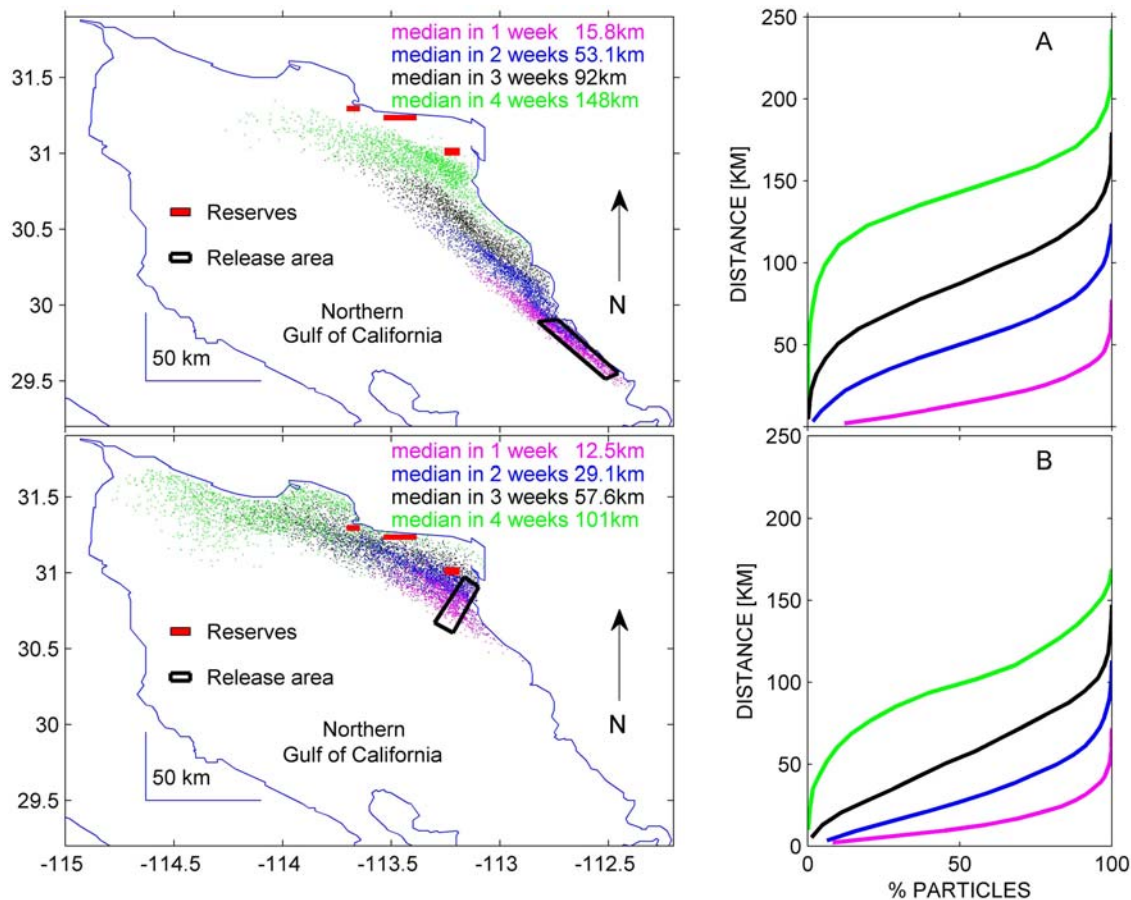 median in 1 week 15.8km
median in 2 weeks 53.1km
median in 3 weeks 92km
median in 4 weeks 148km
31.5
31
30.5
30
29.5
Reserves
Release area
N
Northern
Gulf of California
50 km
A
250
200
150
100
50
0
DISTANCE [KM]
median in 1 week 12.5km
median in 2 weeks 29.1km
median in 3 weeks 57.6km
median in 4 weeks 101km
31.5
31
30.5
30
29.5
Reserves
Release area
N
Northern
Gulf of California
50 km
-115 -114.5 -114 -113.5 -113 -112.5
B
250
200
150
100
50
0
DISTANCE [KM]
0 50 100
% PARTICLES